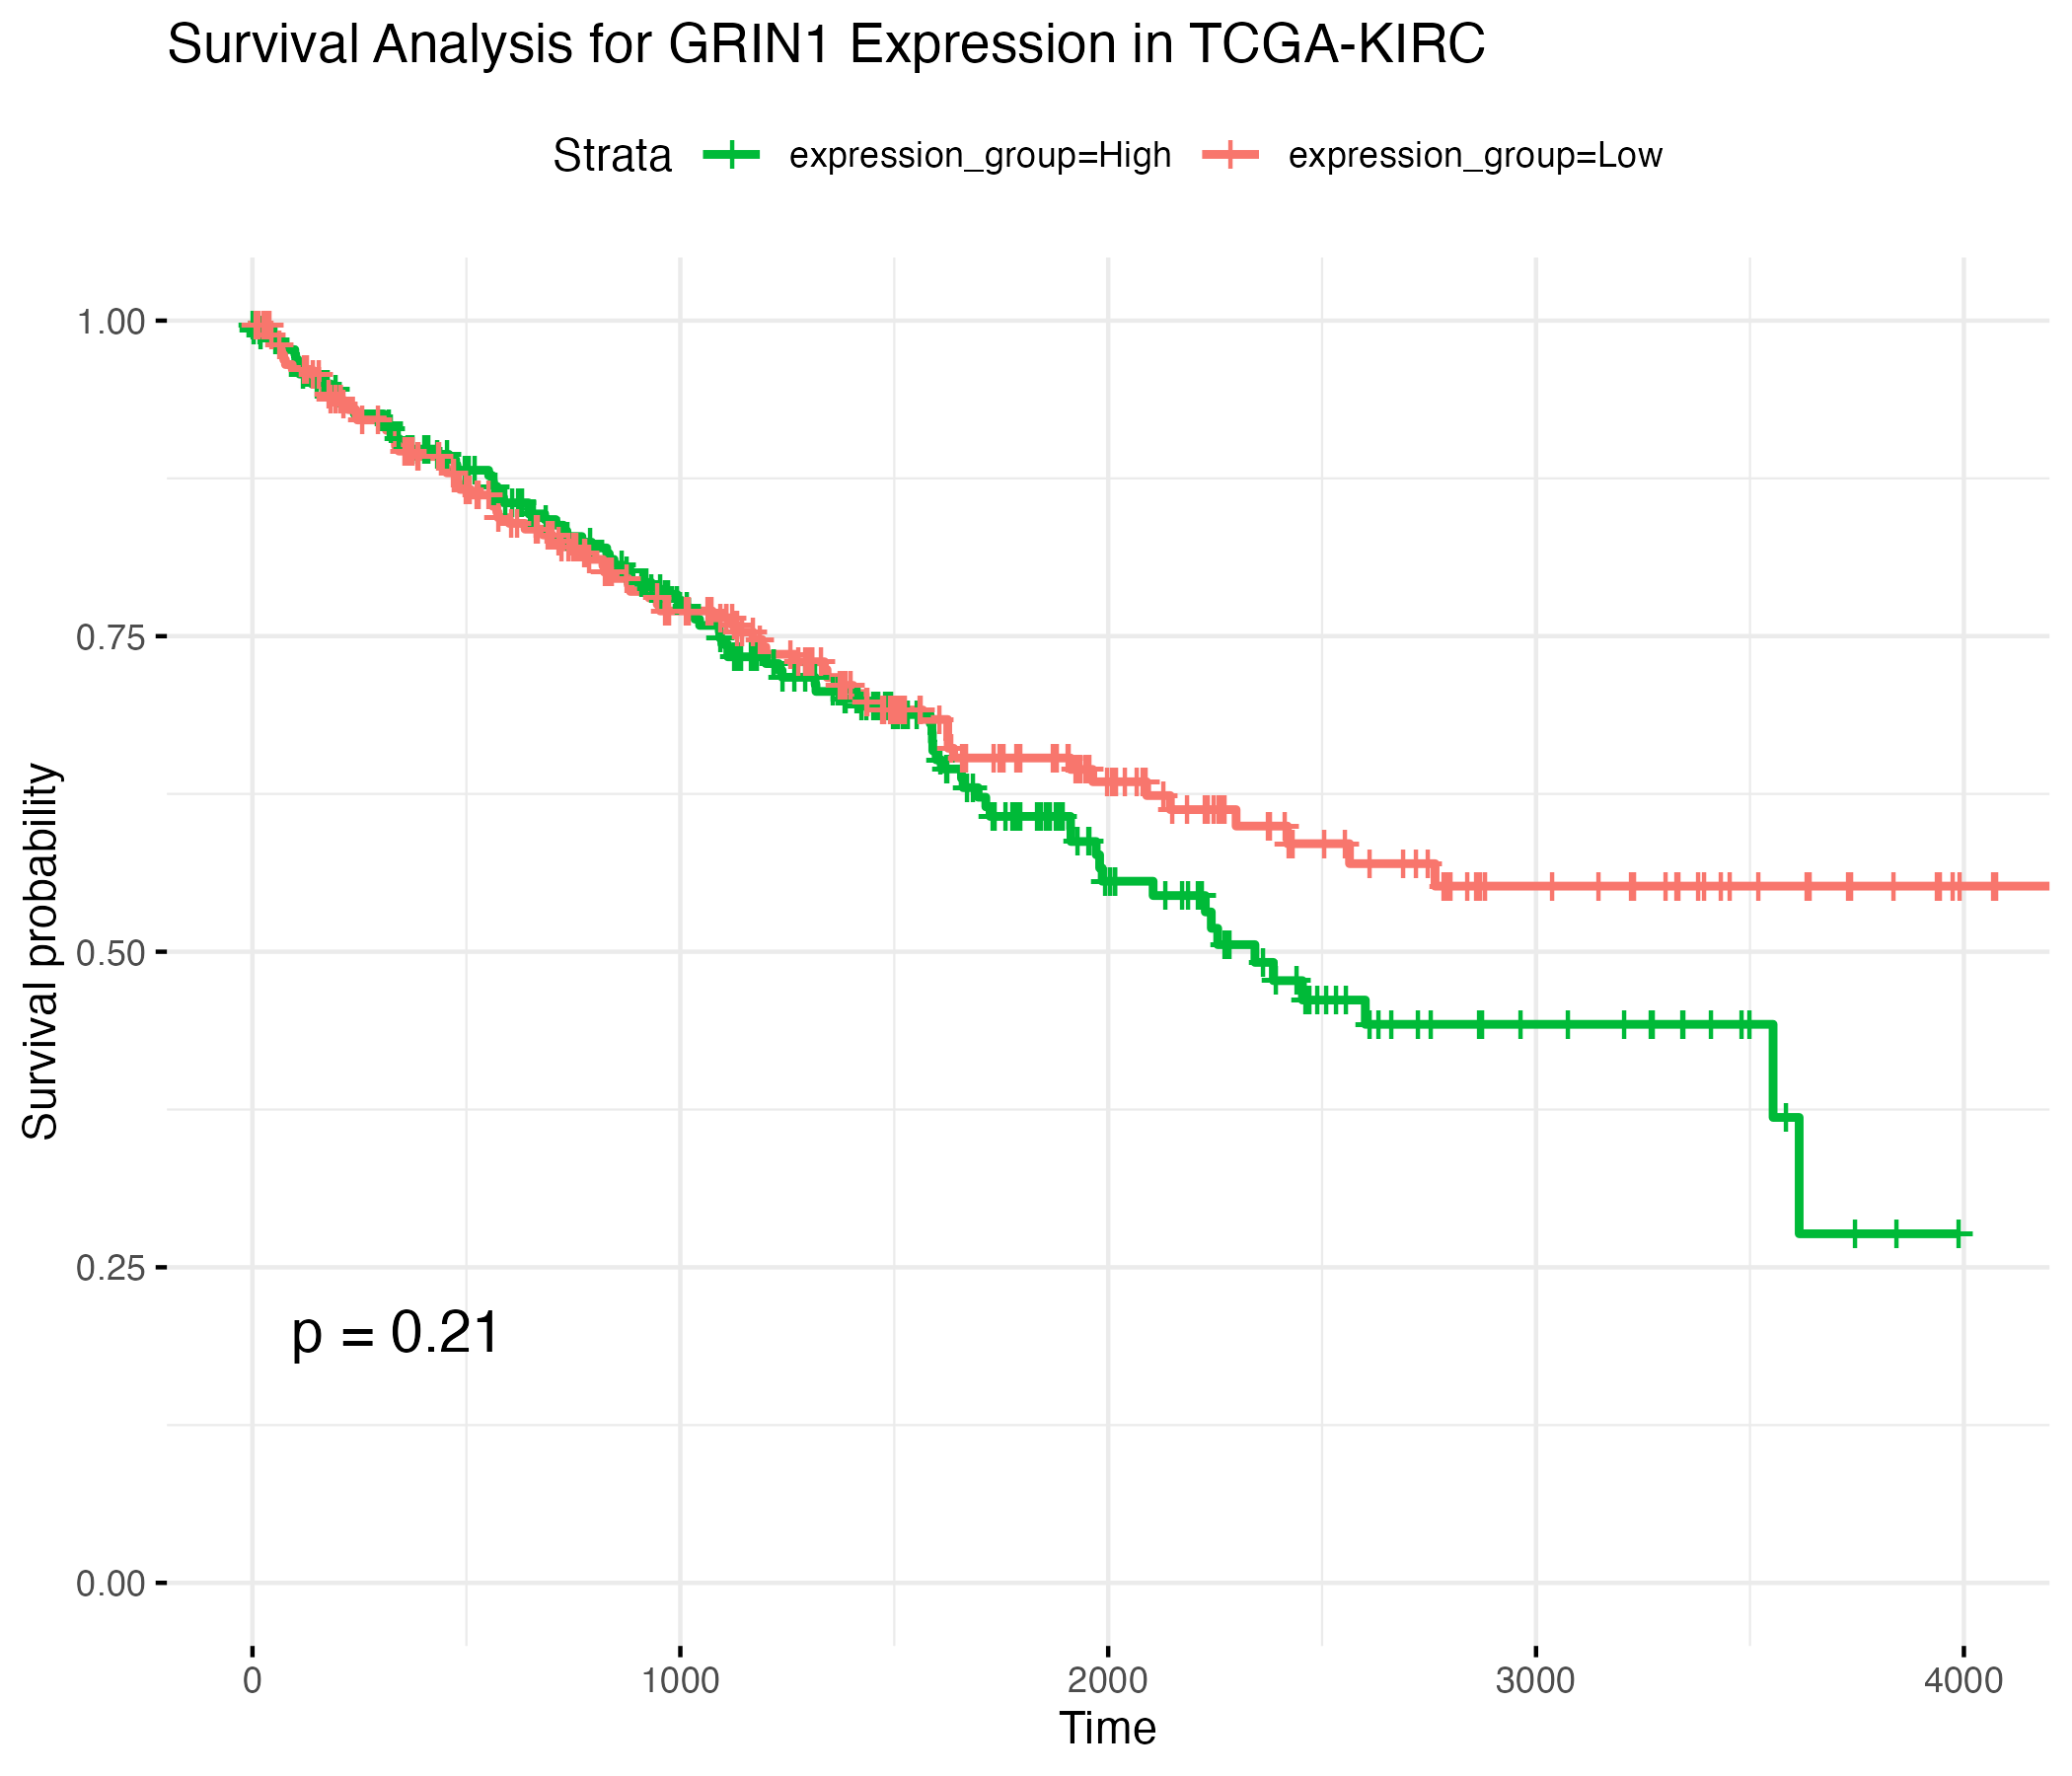 Survival Analysis for GRIN1 Expression in TCGA-KIRC
Strata expression_group=High expression_group=Low
1.00
0.75
0.50
0.25
0.00
Survival probability
p = 0.21
0 1000 2000 3000 4000
Time